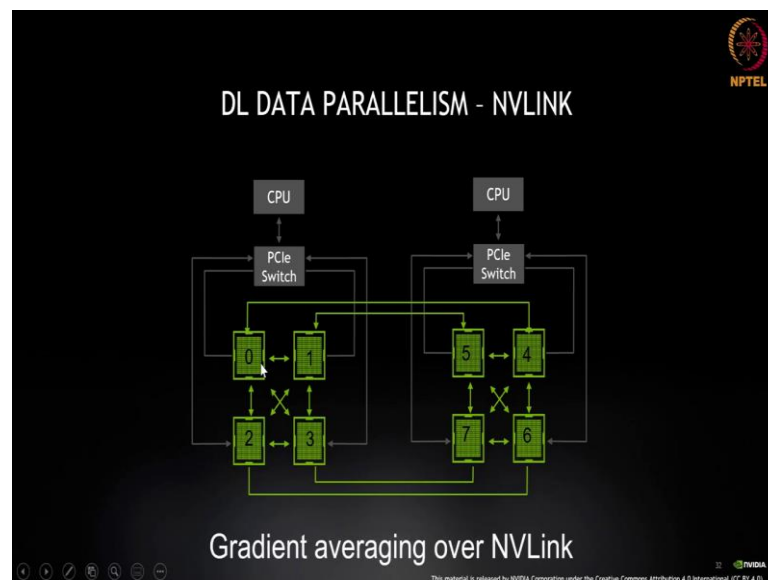 NPTEL
DL DATA PARALLELISM - NVLINK
CPU
CPU
PCIe
Switch
PCIe
Switch
0
1
5
4
2
3
7
6
Gradient averaging over NVLink
32
NVIDIA
This material is released by NVIDIA Corporation under the Creative Commons Attribution 4.0 International (CC BY 4.0)